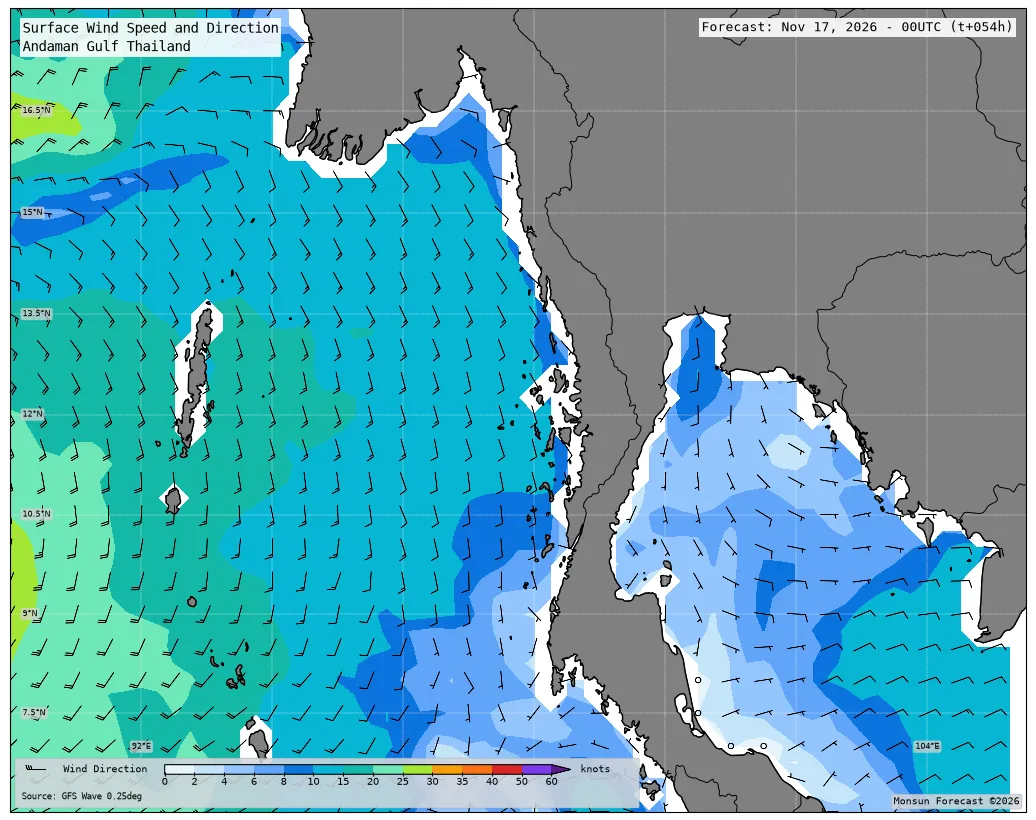 Surface Wind Speed and Direction
Andaman Gulf Thailand
Forecast: Nov 17, 2026 - 00UTC (t+054h)
16.5°N
15°N
13.5°N
12°N
10.5°N
9°N
7.5°N
92°E
104°E
Wind Direction
knots
0 2 4 6 8 10 15 20 25 30 35 40 50 60
Source: GFS Wave 0.25deg
Monsun Forecast ©2026